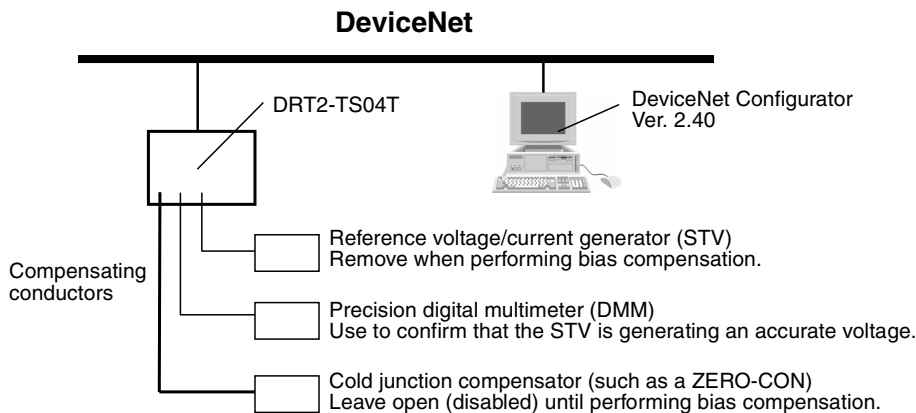 DeviceNet
DRT2-TS04T
DeviceNet Configurator
Ver. 2.40
Reference voltage/current generator (STV)
Remove when performing bias compensation.
Compensating
conductors
Precision digital multimeter (DMM)
Use to confirm that the STV is generating an accurate voltage.
Cold junction compensator (such as a ZERO-CON)
Leave open (disabled) until performing bias compensation.